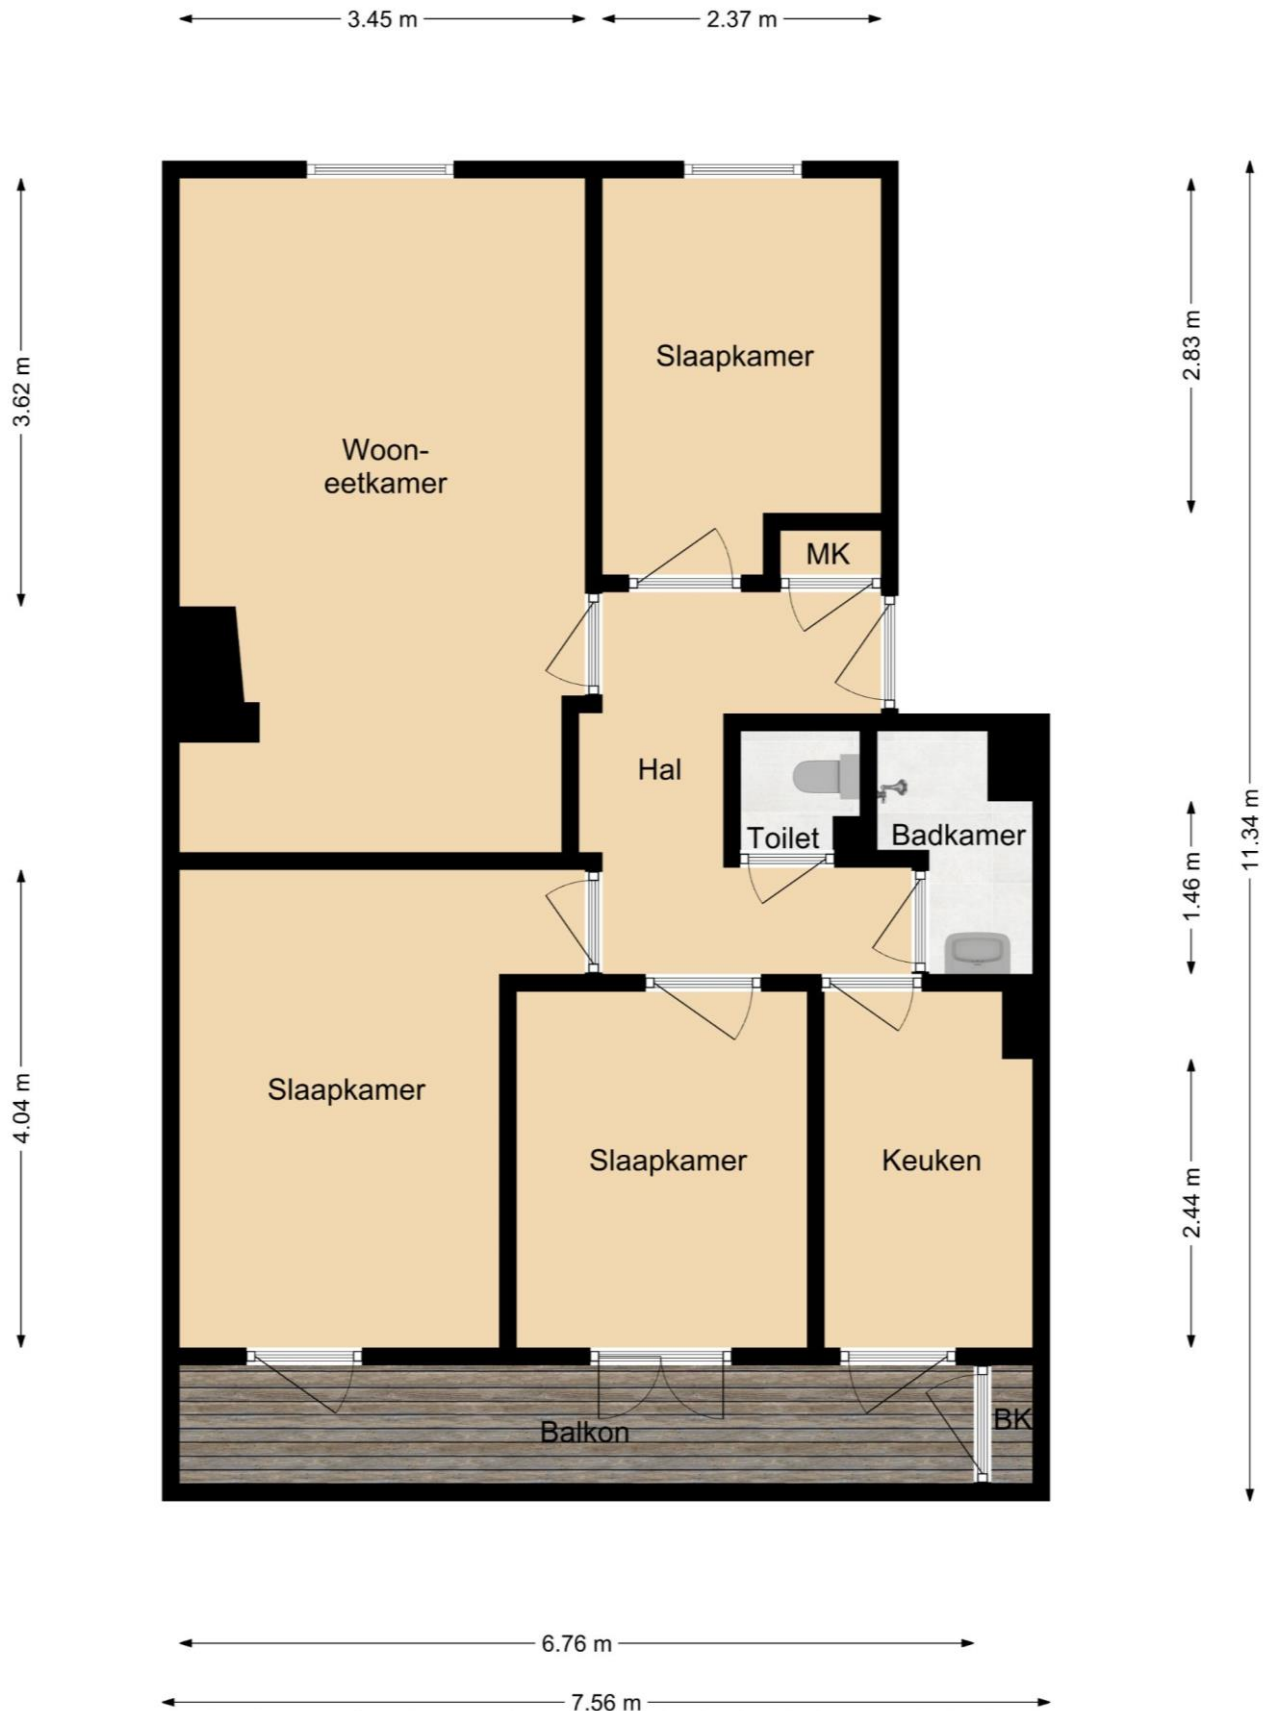 3.45 m
2.37 m
3.62 m
2.83 m
11.34 m
Slaapkamer
Woon-
eetkamer
MK
Hal
Toilet
Badkamer
1.46 m
4.04 m
Slaapkamer
Slaapkamer
Keuken
2.44 m
Balkon
BK
6.76 m
7.56 m